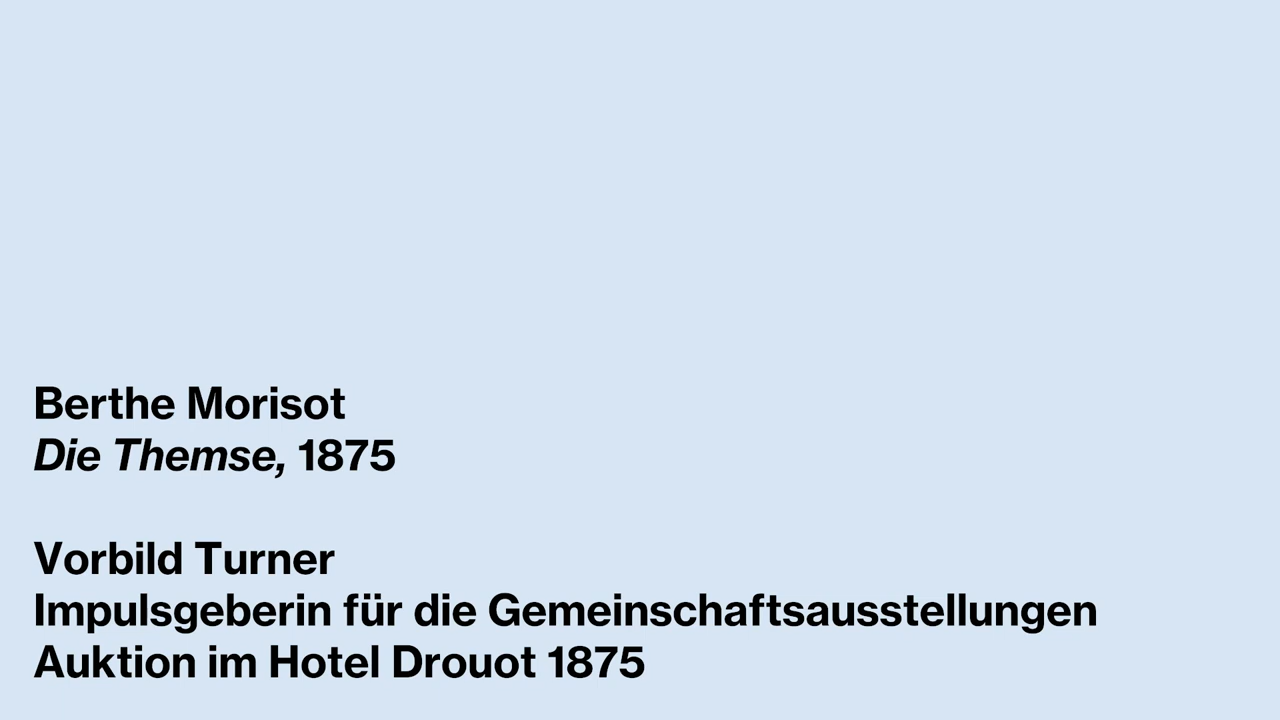 Berthe Morisot
Die Themse, 1875
Vorbild Turner
Impulsgeberin für die Gemeinschaftsausstellungen
Auktion im Hotel Drouot 1875